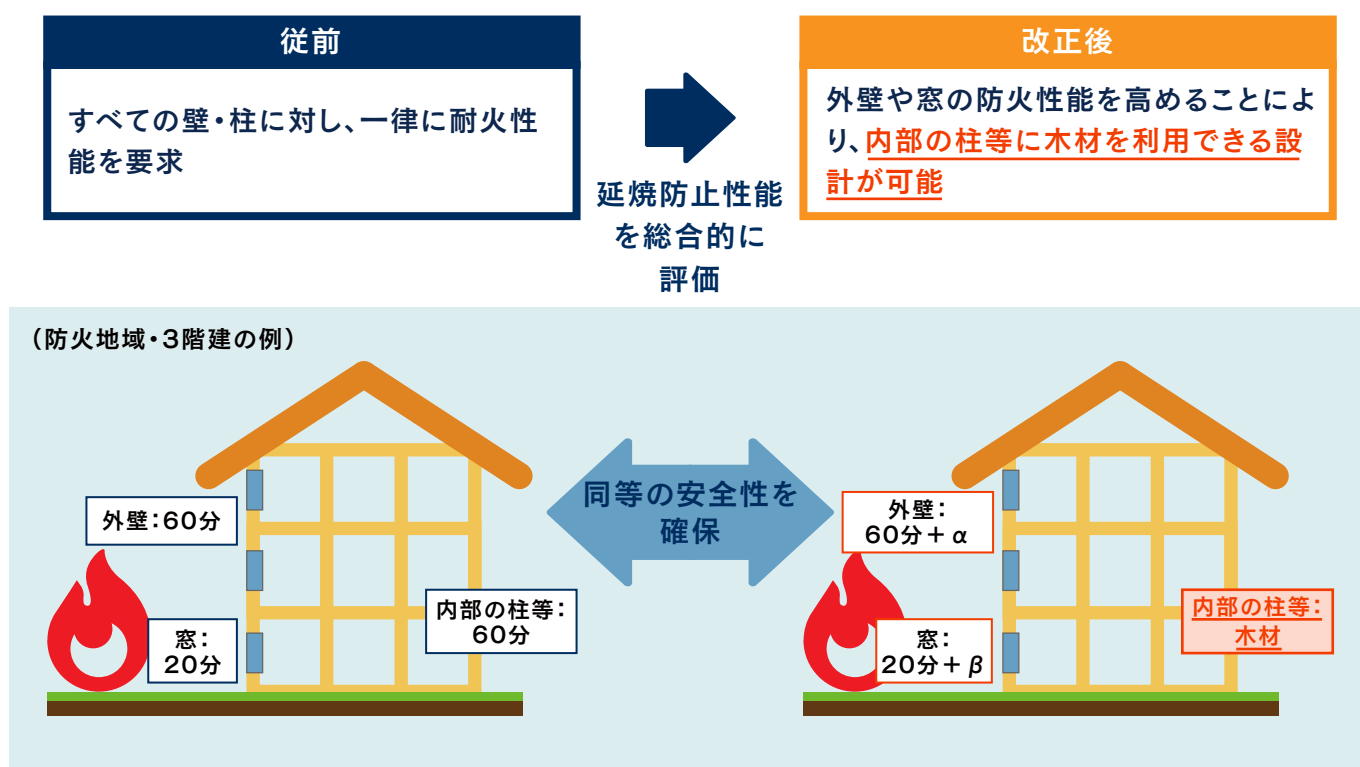 従前
すべての壁・柱に対し、一律に耐火性
能を要求
延焼防止性能
を総合的に
評価
改正後
外壁や窓の防火性能を高めることによ
り、内部の柱等に木材を利用できる設
計が可能
（防火地域・3階建の例）
外壁：60分
窓：
20分
内部の柱等：
60分
同等の安全性を
確保
外壁：
60分＋α
窓：
20分＋β
内部の柱等：
木材